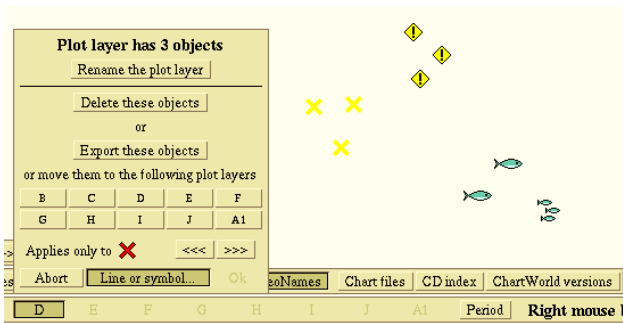 Plot layer has 3 objects
Rename the plot layer
Delete these objects
or
Export these objects
or move them to the following plot layers
B C D E F
G H I J A1
Applies only to <<< >>>
Abort Line or symbol... Ok eoNames Chart files CD index ChartWorld versions
D E F G H I J A1 Period Right mouse